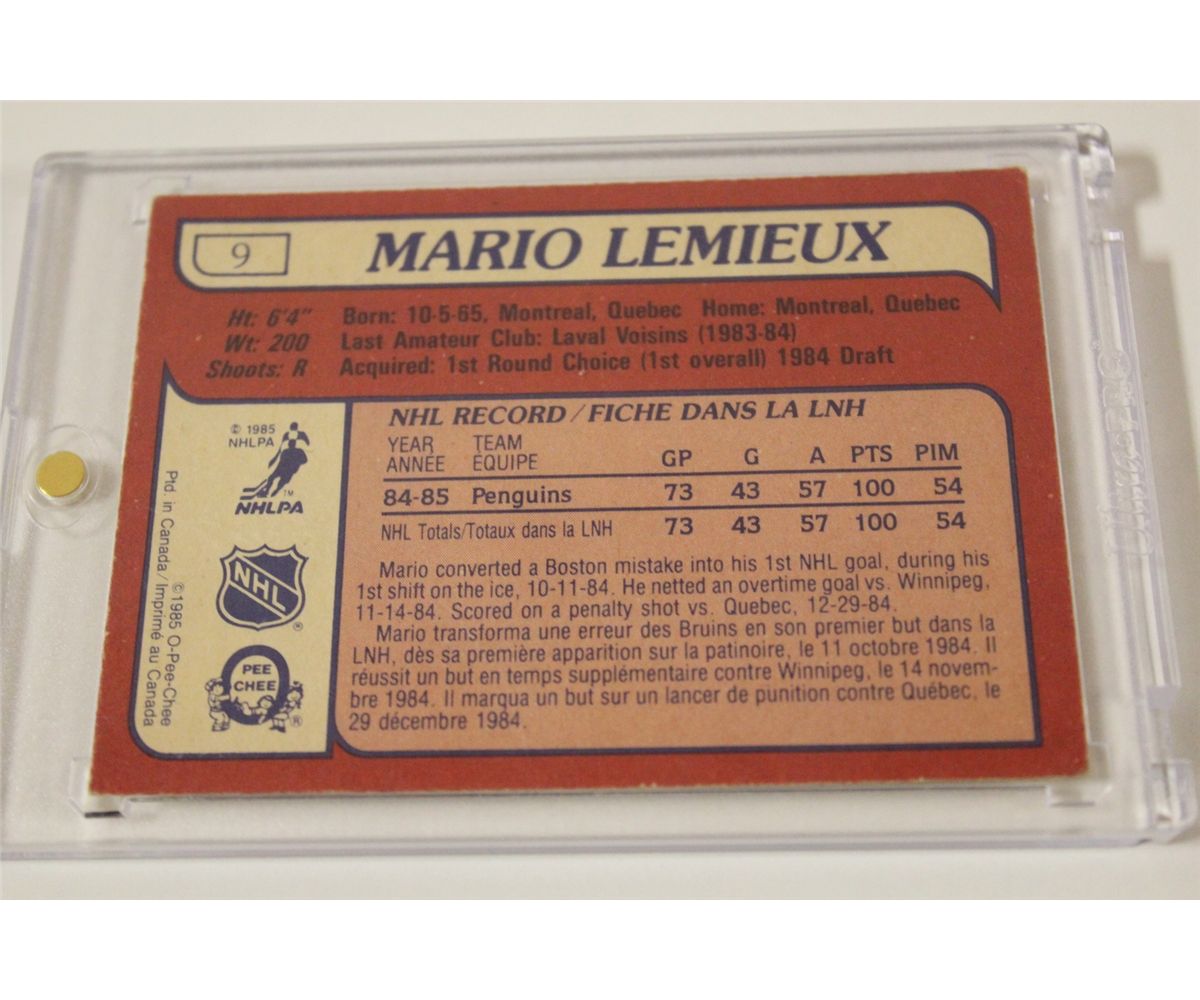 9
MARIO LEMIEUX
Ht: 6'4" Born: 10-5-65, Montreal, Quebec Home: Montreal, Quebec
Wt: 200 Last Amateur Club: Laval Voisins (1983-84)
Shoots: R Acquired: 1st Round Choice (1st overall) 1984 Draft
© 1985
NHLPA
TM
NHLPA
NHL
®
PEE
CHEE
®
©1985 O-Pee-Chee
Ptd. in Canada/Imprimé au Canada
NHL RECORD/FICHE DANS LA LNH
YEAR TEAM
ANNÉE ÉQUIPE GP G A PTS PIM
84-85 Penguins 73 43 57 100 54
NHL Totals/Totaux dans la LNH 73 43 57 100 54
Mario converted a Boston mistake into his 1st NHL goal, during his
1st shift on the ice, 10-11-84. He netted an overtime goal vs. Winnipeg,
11-14-84. Scored on a penalty shot vs. Quebec, 12-29-84.
Mario transforma une erreur des Bruins en son premier but dans la
LNH, dès sa première apparition sur la patinoire, le 11 octobre 1984. Il
réussit un but en temps supplémentaire contre Winnipeg, le 14 novem-
bre 1984. Il marqua un but sur un lancer de punition contre Québec, le
29 décembre 1984.